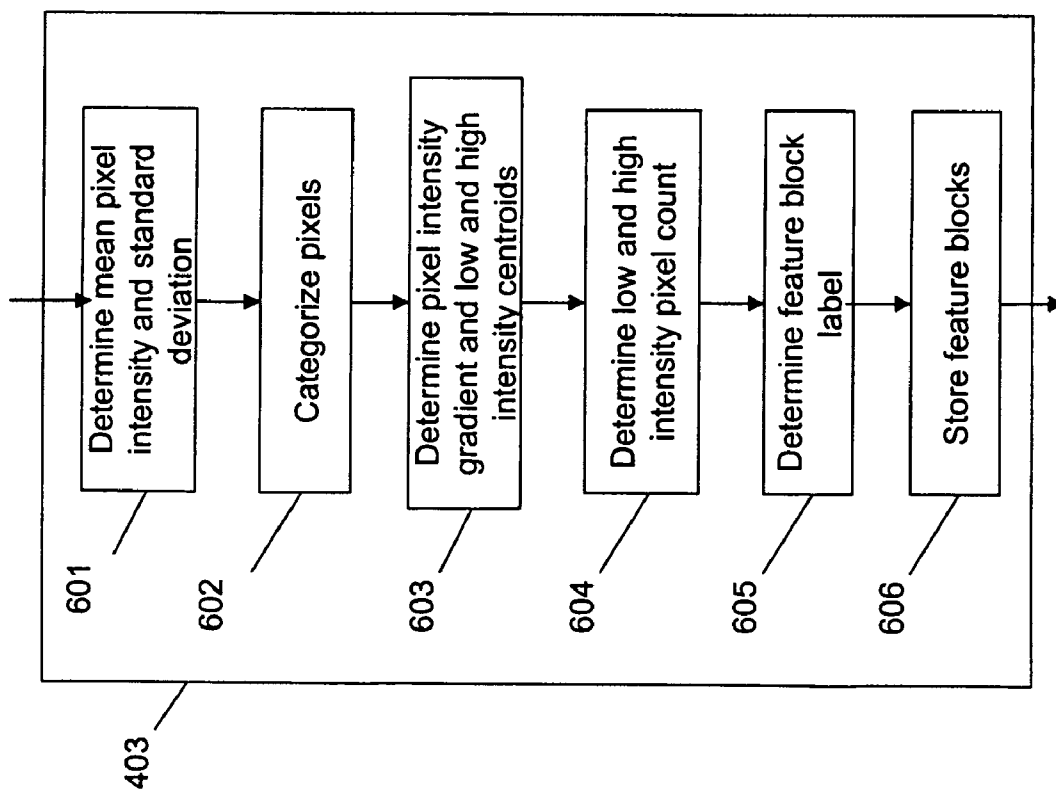 403
601
Determine mean pixel
intensity and standard
deviation
602
Categorize pixels
603
Determine pixel intensity
gradient and low and high
intensity centroids
604
Determine low and high
intensity pixel count
605
Determine feature block
label
606
Store feature blocks